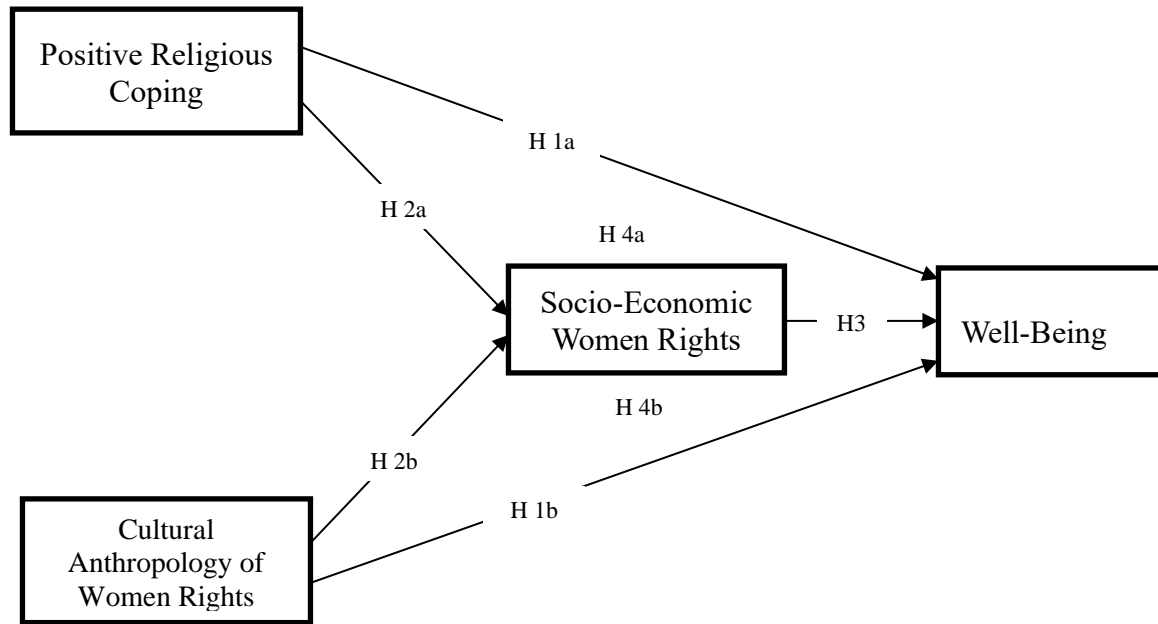 Positive Religious
Coping
H 1a
H 2a
H 4a
Socio-Economic
Women Rights
H3
Well-Being
H 4b
H 2b
H 1b
Cultural
Anthropology of
Women Rights